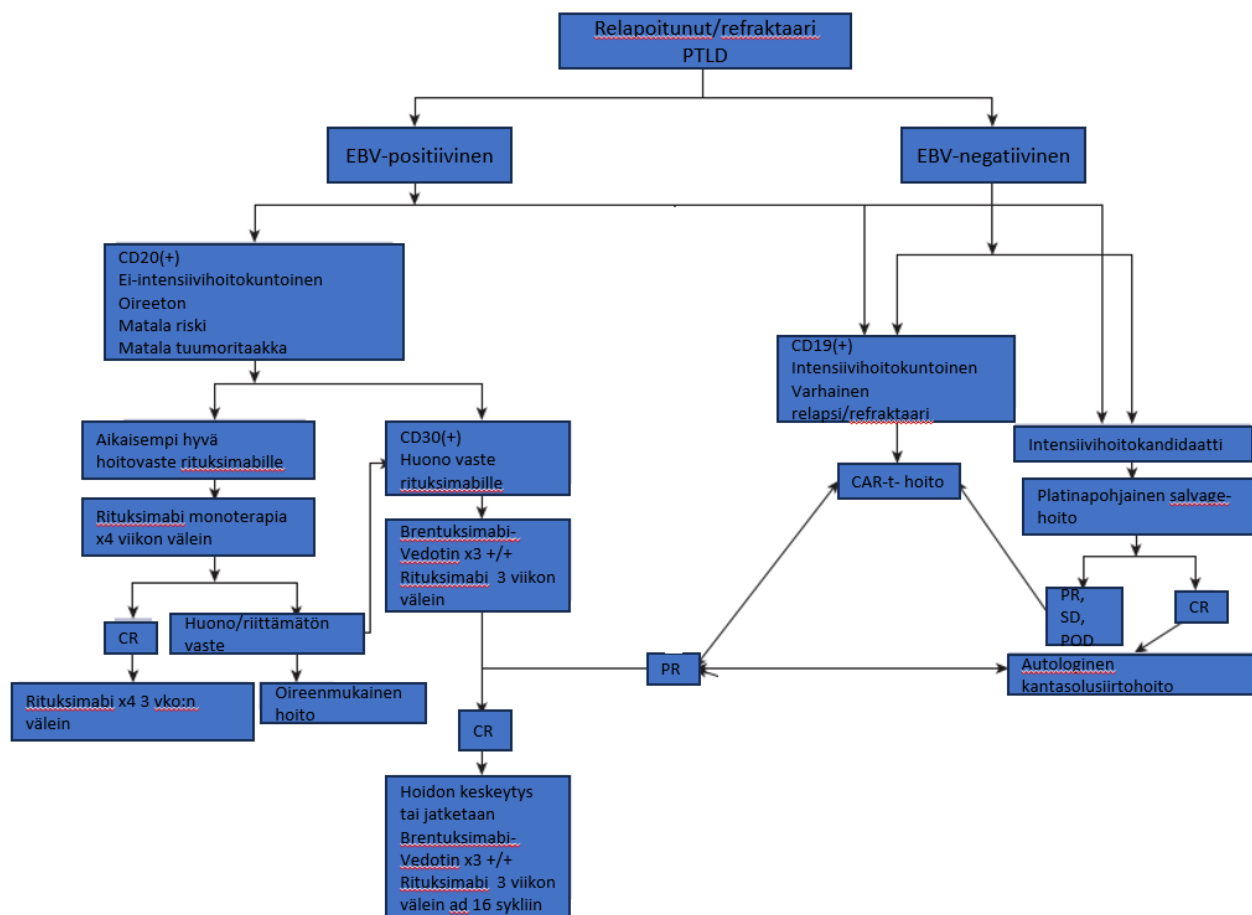 Relapoitunut/refraktaari
PTLD
EBV-positiivinen
EBV-negatiivinen
CD20(+)
Ei-intensiivihoitokuntoinen
Oireeton
Matala riski
Matala tuumoritaakka
CD19(+)
Intensiivihoitokuntoinen
Varhainen
relapsi/refraktaari
Aikaisempi hyvä
hoitovaste rituksimabille
CD30(+)
Huono vaste
rituksimabille
Intensiivihoitokandidaatti
CAR-t- hoito
Platinapohjainen salvage-
hoito
Rituksimabi monoterapia
x4 viikon välein
Brentuksimabi-
Vedotin x3 +/+
Rituksimabi 3 viikon
välein
PR,
SD,
POD
CR
CR
Huono/riittämätön
vaste
PR
Autologinen
kantasolusiirtohoito
Rituksimabi x4 3 vko:n
välein
Oireenmukainen
hoito
CR
Hoidon keskeytys
tai jatketaan
Brentuksimabi-
Vedotin x3 +/+
Rituksimabi 3 viikon
välein ad 16 sykliin